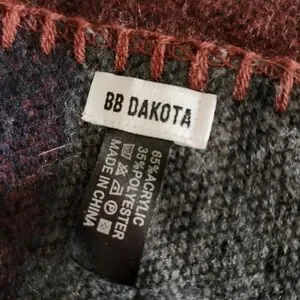 BB DAKOTA
65%ACRYLIC
35%POLYESTER
MADE IN CHINA